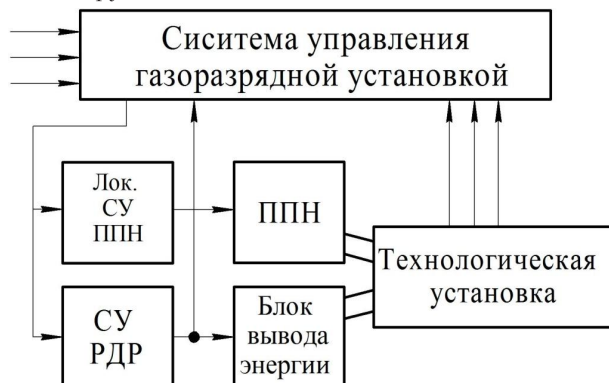 Сиситема управления
газоразрядной установкой
Лок.
СУ
ППН
ППН
Технологическая
установка
СУ
РДР
Блок
вывода
энергии